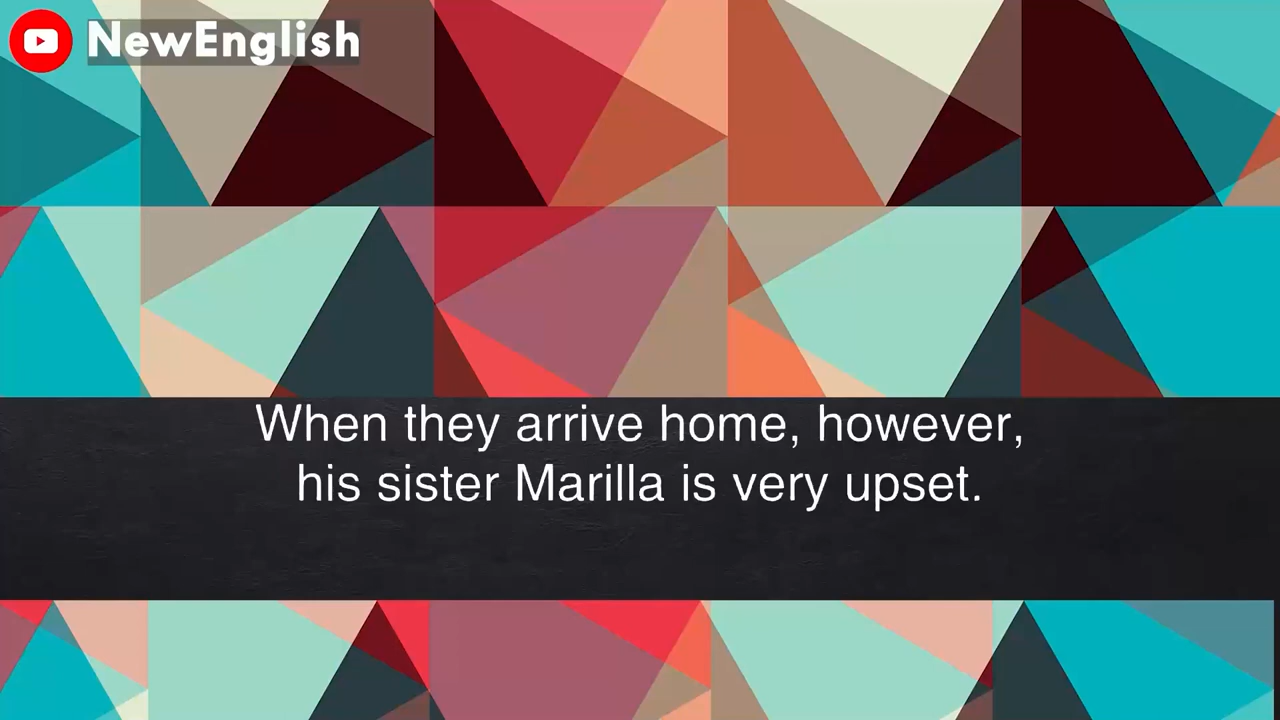 NewEnglish
When they arrive home, however,
his sister Marilla is very upset.